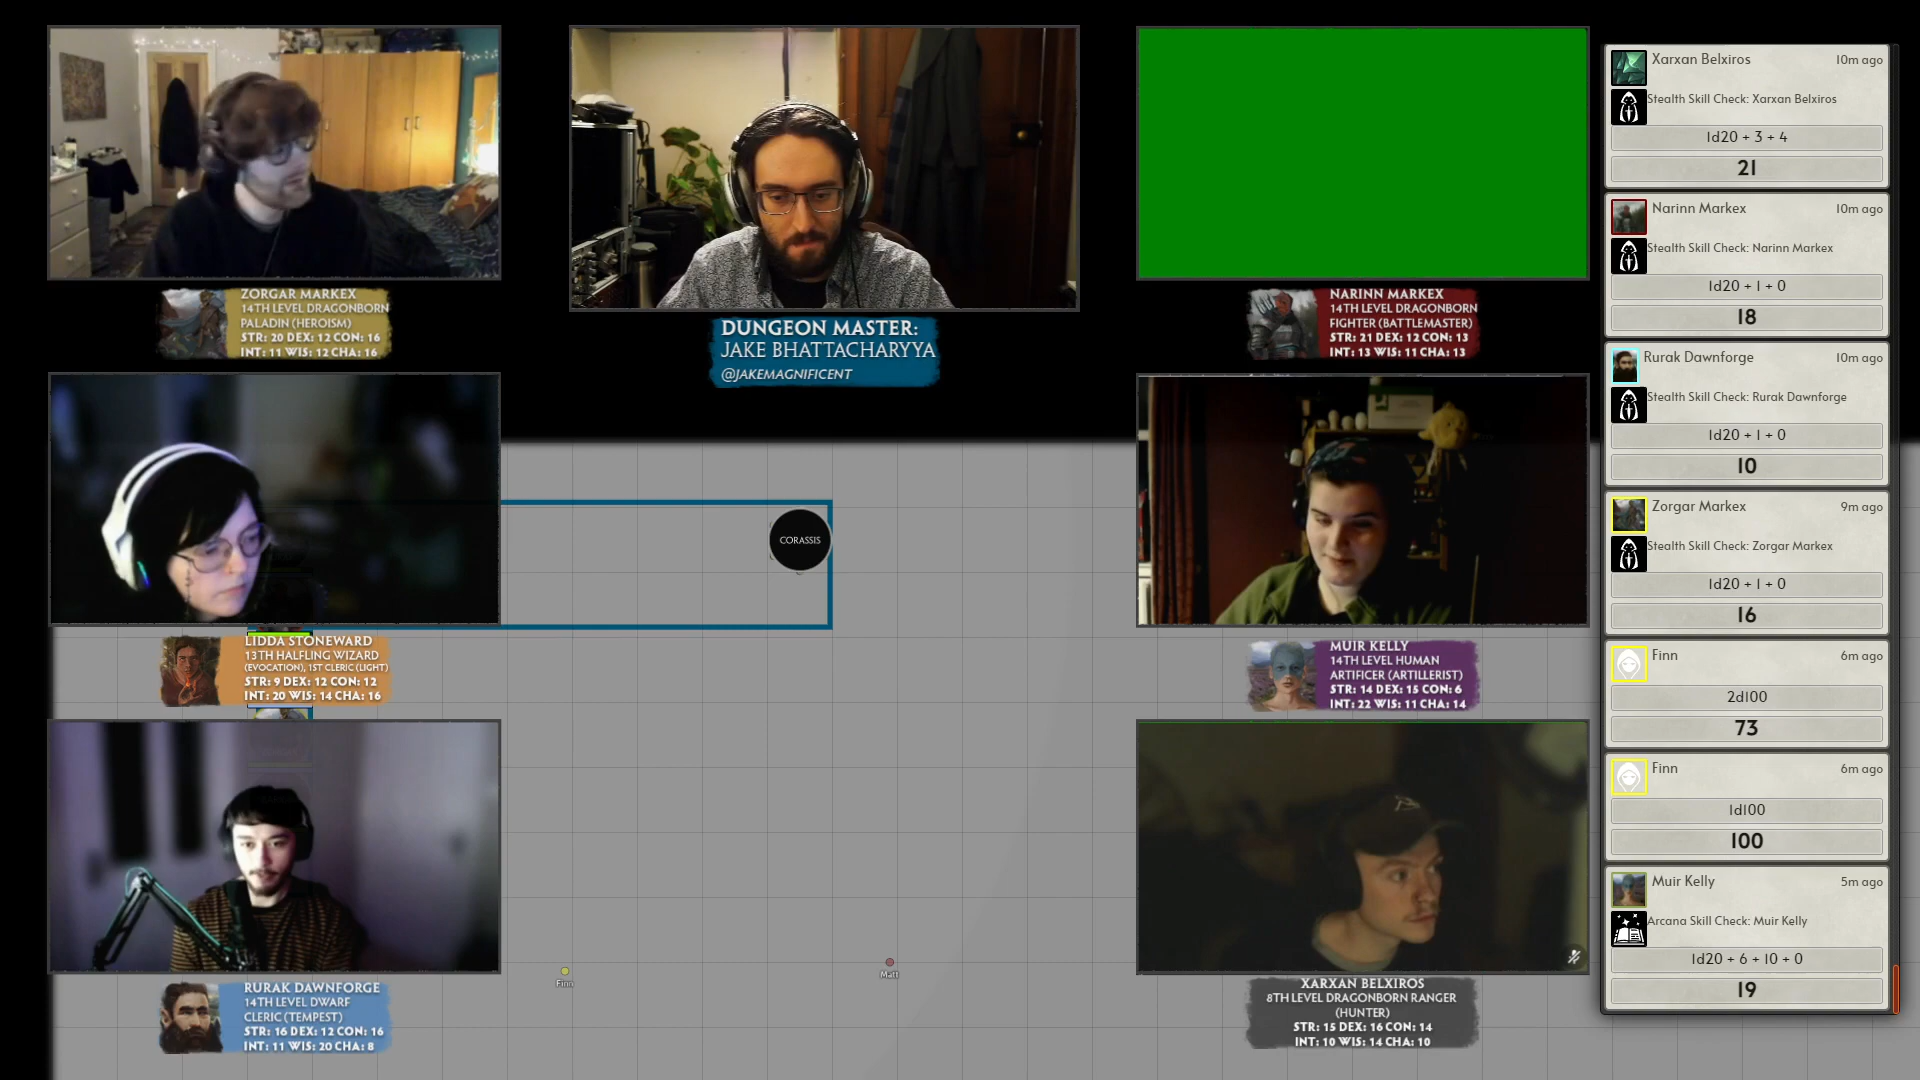 ZORGAR MARKEX
14TH LEVEL DRAGONBORN
PALADIN (HEROISM)
STR: 20 DEX: 12 CON: 16
INT: 11 WIS: 12 CHA: 16
DUNGEON MASTER:
JAKE BHATTACHARYYA
@JAKEMAGNIFICENT
NARINN MARKEX
14TH LEVEL DRAGONBORN
FIGHTER (BATTLEMASTER)
STR: 21 DEX: 12 CON: 13
INT: 13 WIS: 11 CHA: 13
CORASSIS
LIDDA STONEWARD
13TH HALFLING WIZARD
(EVOCATION), 1ST CLERIC (LIGHT)
STR: 9 DEX: 12 CON: 12
INT: 20 WIS: 14 CHA: 16
MUIR KELLY
14TH LEVEL HUMAN
ARTIFICER (ARTILLERIST)
STR: 14 DEX: 15 CON: 6
INT: 22 WIS: 11 CHA: 14
Finn
Matt
RURAK DAWNFORGE
14TH LEVEL DWARF
CLERIC (TEMPEST)
STR: 16 DEX: 12 CON: 16
INT: 11 WIS: 20 CHA: 8
XARXAN BELXIROS
8TH LEVEL DRAGONBORN RANGER
(HUNTER)
STR: 15 DEX: 16 CON: 14
INT: 10 WIS: 14 CHA: 10
Xarxan Belxiros 10m ago
Stealth Skill Check: Xarxan Belxiros
1d20 + 3 + 4
21
Narinn Markex 10m ago
Stealth Skill Check: Narinn Markex
1d20 + 1 + 0
18
Rurak Dawnforge 10m ago
Stealth Skill Check: Rurak Dawnforge
1d20 + 1 + 0
10
Zorgar Markex 9m ago
Stealth Skill Check: Zorgar Markex
1d20 + 1 + 0
16
Finn 6m ago
2d100
73
Finn 6m ago
1d100
100
Muir Kelly 5m ago
Arcana Skill Check: Muir Kelly
1d20 + 6 + 10 + 0
19